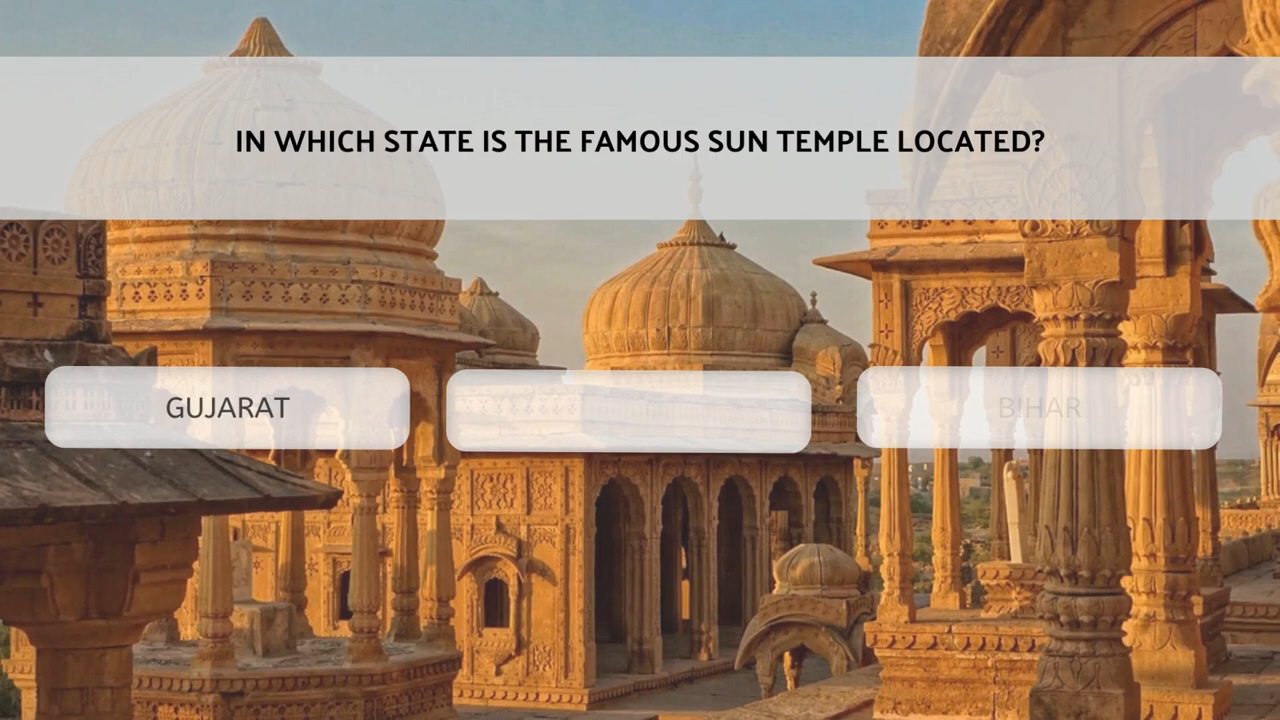 IN WHICH STATE IS THE FAMOUS SUN TEMPLE LOCATED?
GUJARAT
BIHAR